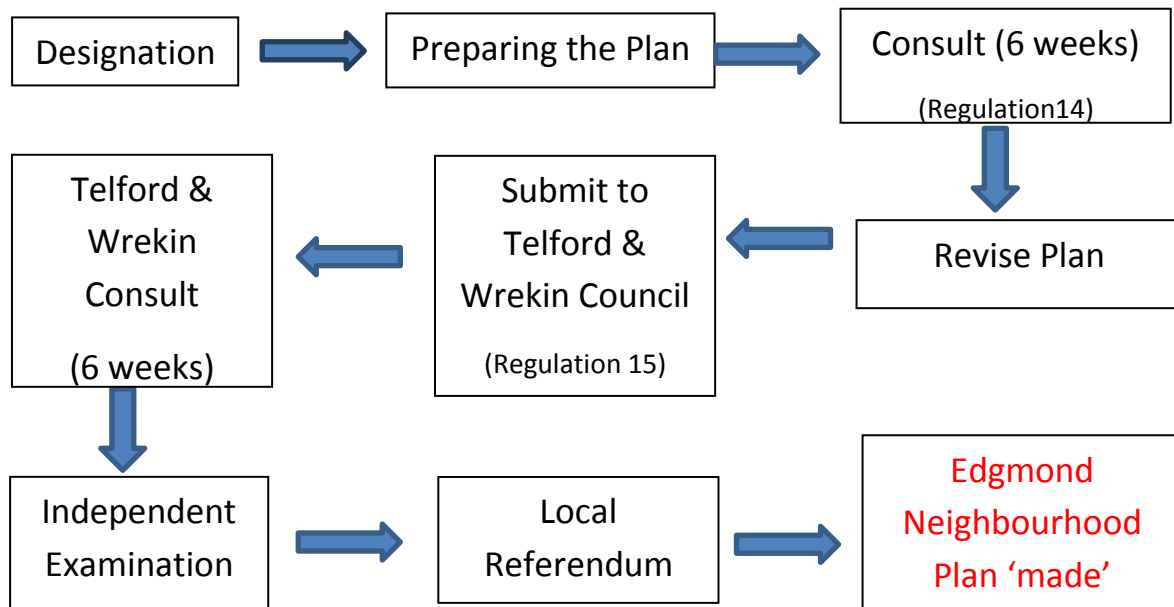 Designation
Preparing the Plan
Consult (6 weeks)
(Regulation14)
Revise Plan
Submit to
Telford &
Wrekin Council
(Regulation 15)
Telford &
Wrekin
Consult
(6 weeks)
Independent
Examination
Local
Referendum
Edgmond
Neighbourhood
Plan ‘made’